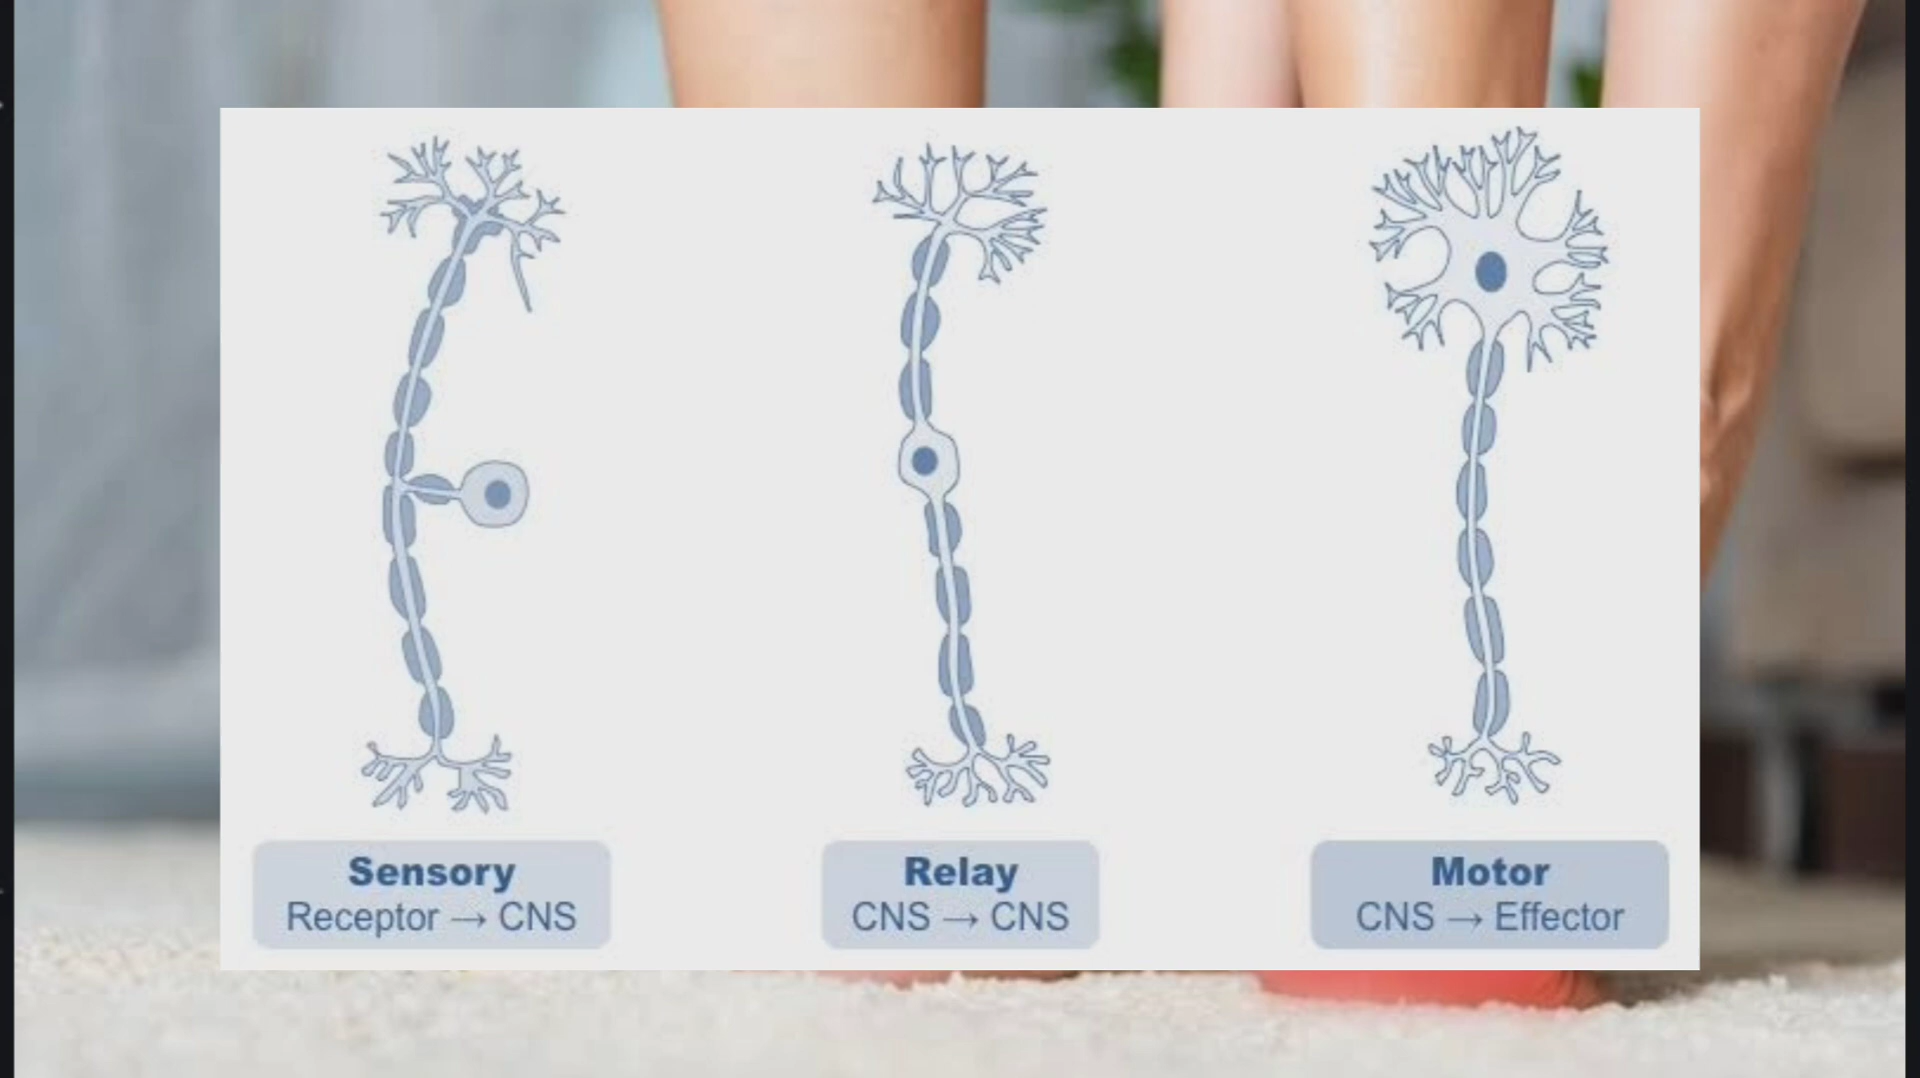 Sensory
Receptor → CNS
Relay
CNS → CNS
Motor
CNS → Effector